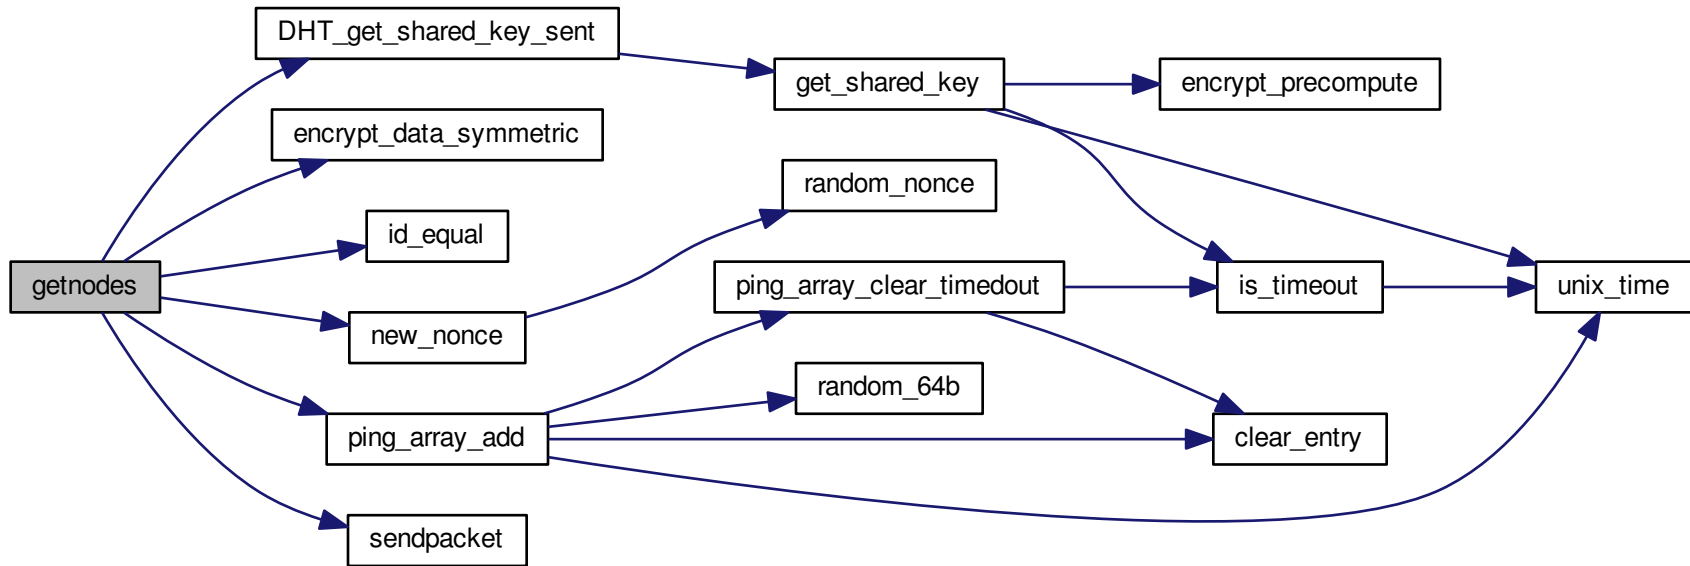 DHT_get_shared_key_sent
get_shared_key
encrypt_precompute
encrypt_data_symmetric
random_nonce
id_equal
getnodes
ping_array_clear_timedout
is_timeout
unix_time
new_nonce
random_64b
ping_array_add
clear_entry
sendpacket